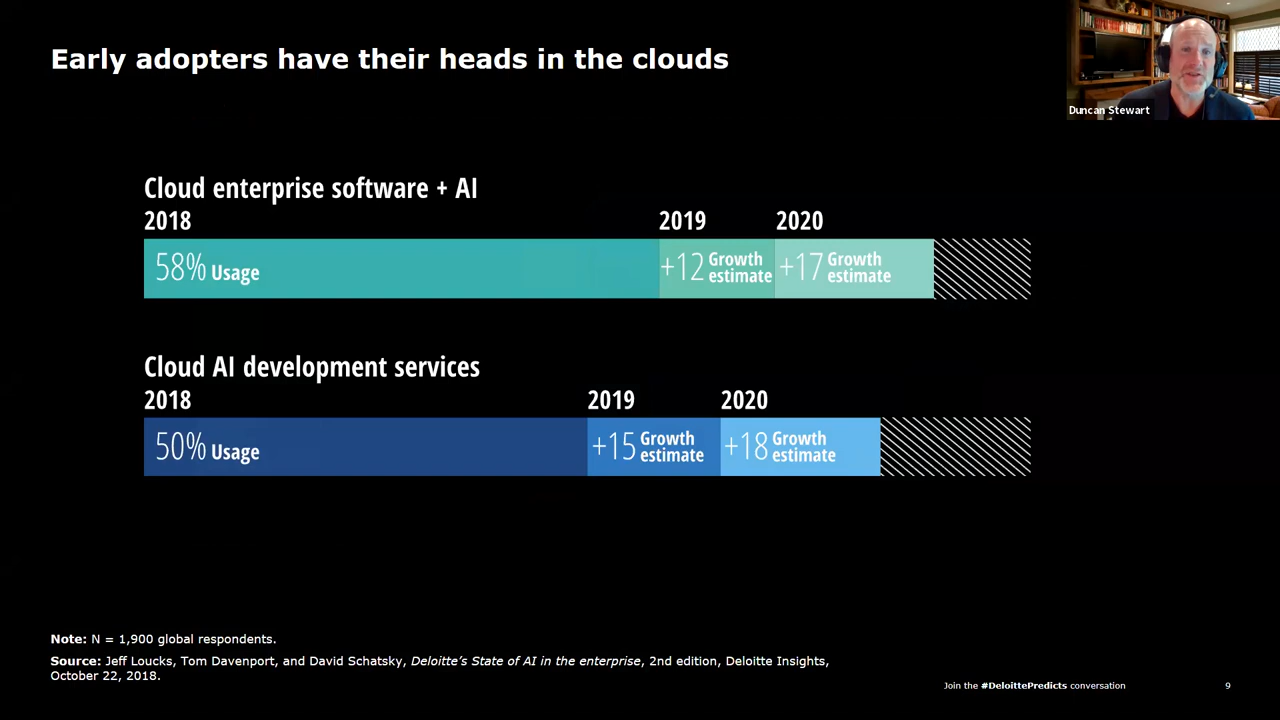 Early adopters have their heads in the clouds
Duncan Stewart
Cloud enterprise software + AI
2018 2019 2020
58% Usage +12 Growth estimate +17 Growth estimate
Cloud AI development services
2018 2019 2020
50% Usage +15 Growth estimate +18 Growth estimate
Note: N = 1,900 global respondents.
Source: Jeff Loucks, Tom Davenport, and David Schatsky, Deloitte's State of AI in the enterprise, 2nd edition, Deloitte Insights,
October 22, 2018.
Join the #DeloittePredicts conversation 9